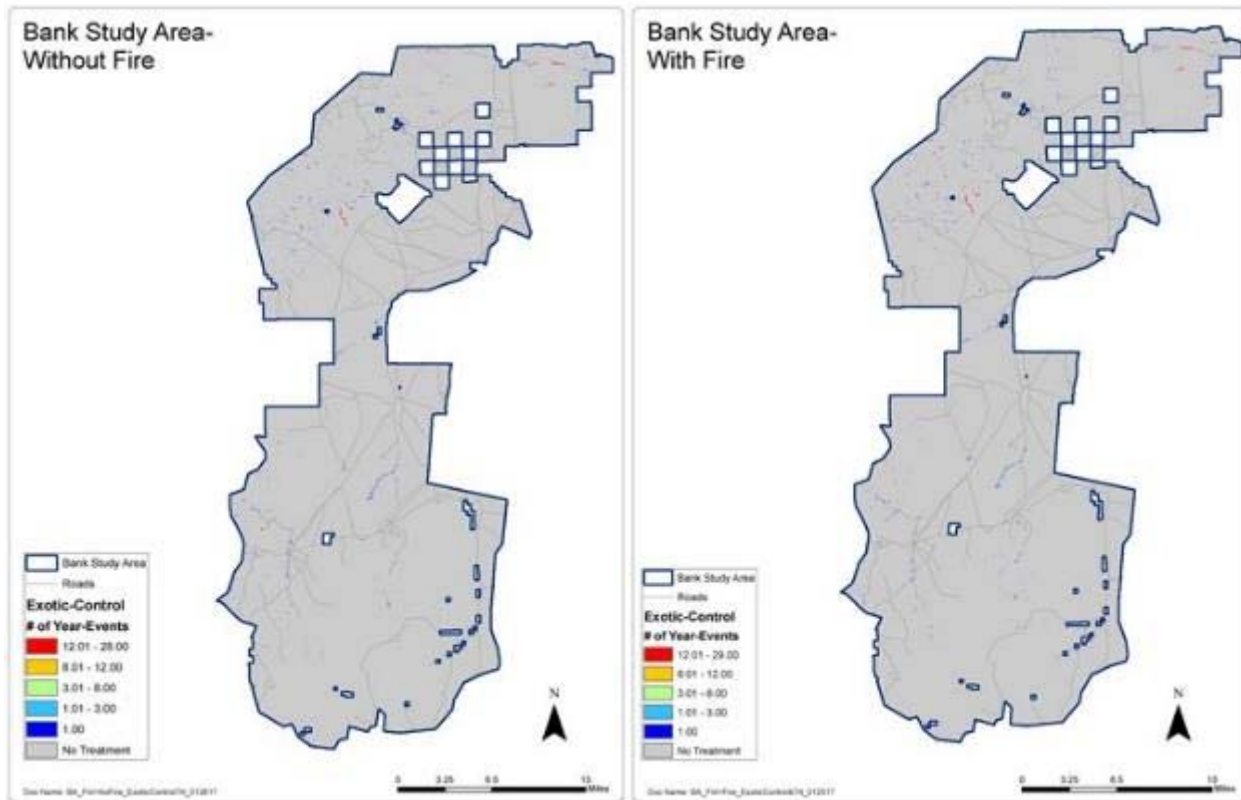 Bank Study Area-
Without Fire
Bank Study Area
Roads
Exotic-Control
# of Year-Events
12.01 - 28.00
8.01 - 12.00
3.01 - 8.00
1.01 - 3.00
1.00
No Treatment
N
0 3.25 6.5 13
Miles
Bank Study Area-
With Fire
Bank Study Area
Roads
Exotic-Control
# of Year-Events
12.01 - 29.00
8.01 - 12.00
3.01 - 8.00
1.01 - 3.00
1.00
No Treatment
N
0 3.25 6.5 13
Miles